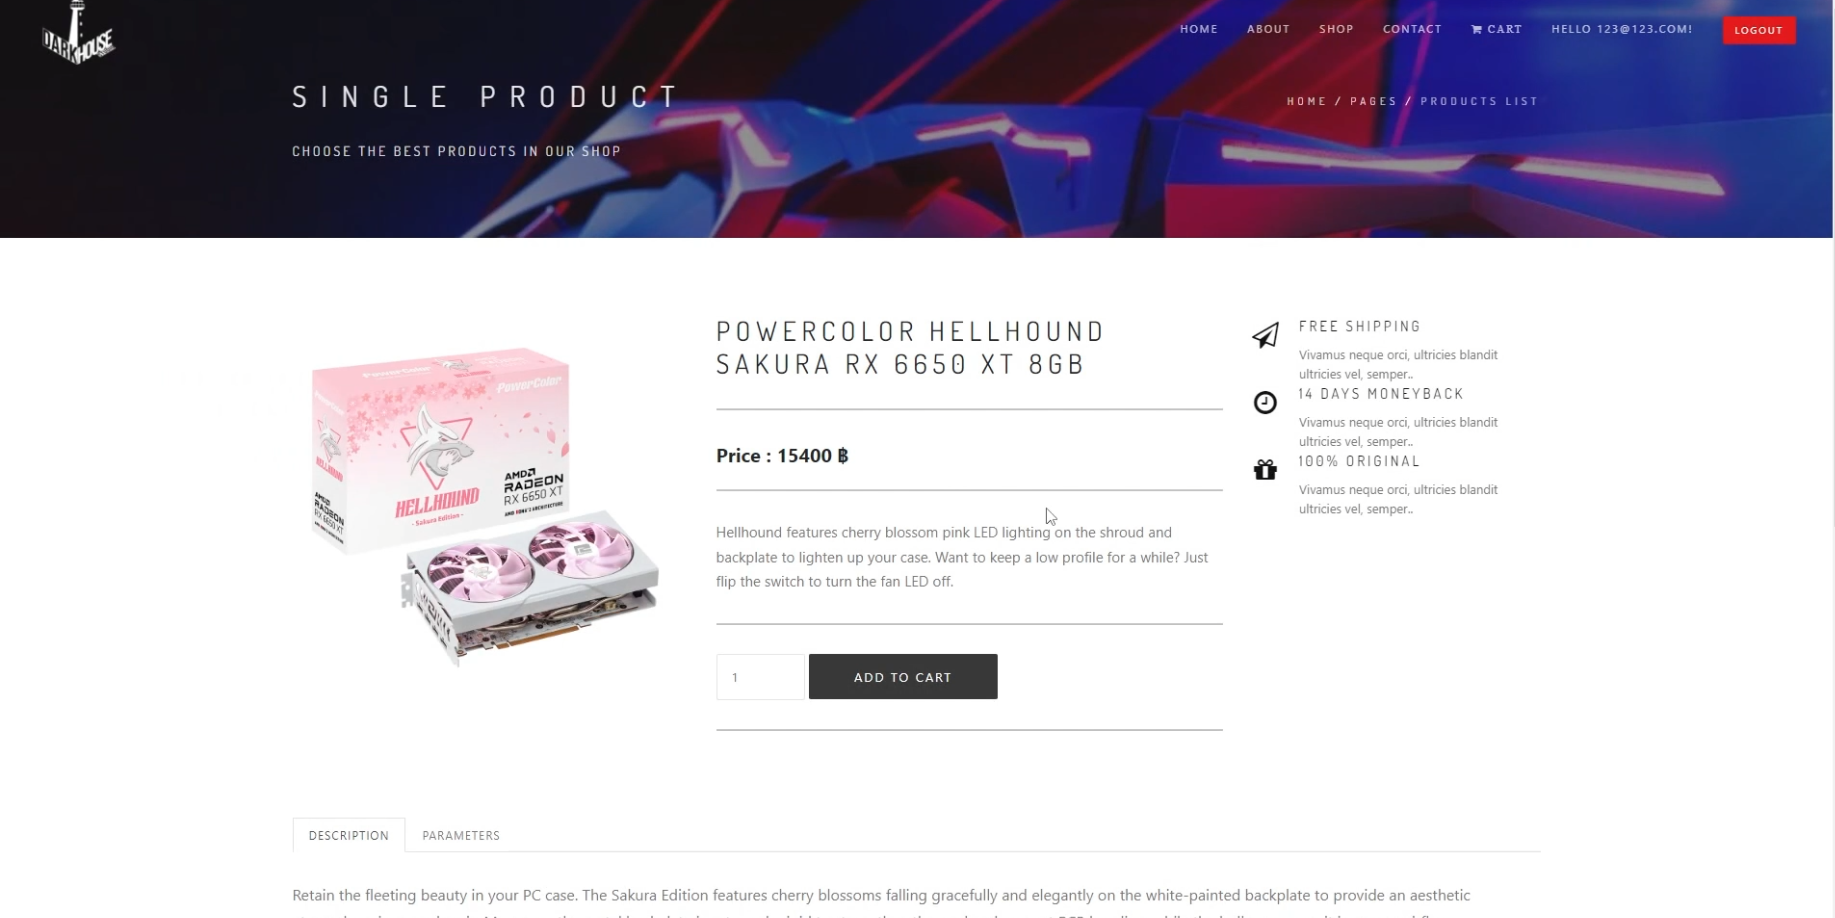 DARKHOUSE
HOME ABOUT SHOP CONTACT CART HELLO 123@123.COM! LOGOUT
SINGLE PRODUCT
HOME / PAGES / PRODUCTS LIST
CHOOSE THE BEST PRODUCTS IN OUR SHOP
POWERCOLOR HELLHOUND
SAKURA RX 6650 XT 8GB
Price : 15400 ฿
Hellhound features cherry blossom pink LED lighting on the shroud and
backplate to lighten up your case. Want to keep a low profile for a while? Just
flip the switch to turn the fan LED off.
1
ADD TO CART
FREE SHIPPING
Vivamus neque orci, ultricies blandit
ultricies vel, semper..
14 DAYS MONEYBACK
Vivamus neque orci, ultricies blandit
ultricies vel, semper..
100% ORIGINAL
Vivamus neque orci, ultricies blandit
ultricies vel, semper..
PowerColor
PowerColor
HELLHOUND
- Sakura Edition -
AMD
RADEON
RX 6650 XT
HELLHOUND
AMD
RADEON
RX 6650 XT
DESCRIPTION PARAMETERS
Retain the fleeting beauty in your PC case. The Sakura Edition features cherry blossoms falling gracefully and elegantly on the white-painted backplate to provide an aesthetic